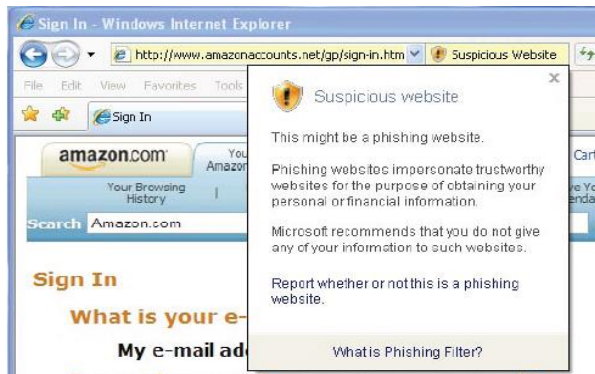 Sign In - Windows Internet Explorer
http://www.amazonaccounts.net/gp/sign-in.htm Suspicious Website
File Edit View Favorites Tools
Sign In
Suspicious website
This might be a phishing website.
Phishing websites impersonate trustworthy
websites for the purpose of obtaining your
personal or financial information.
Microsoft recommends that you do not give
any of your information to such websites.
Report whether or not this is a phishing
website.
What is Phishing Filter?
amazon.com
You
Amazon
Cart
Your Browsing
History
Search Amazon.com
Sign In
What is your e-
My e-mail ad